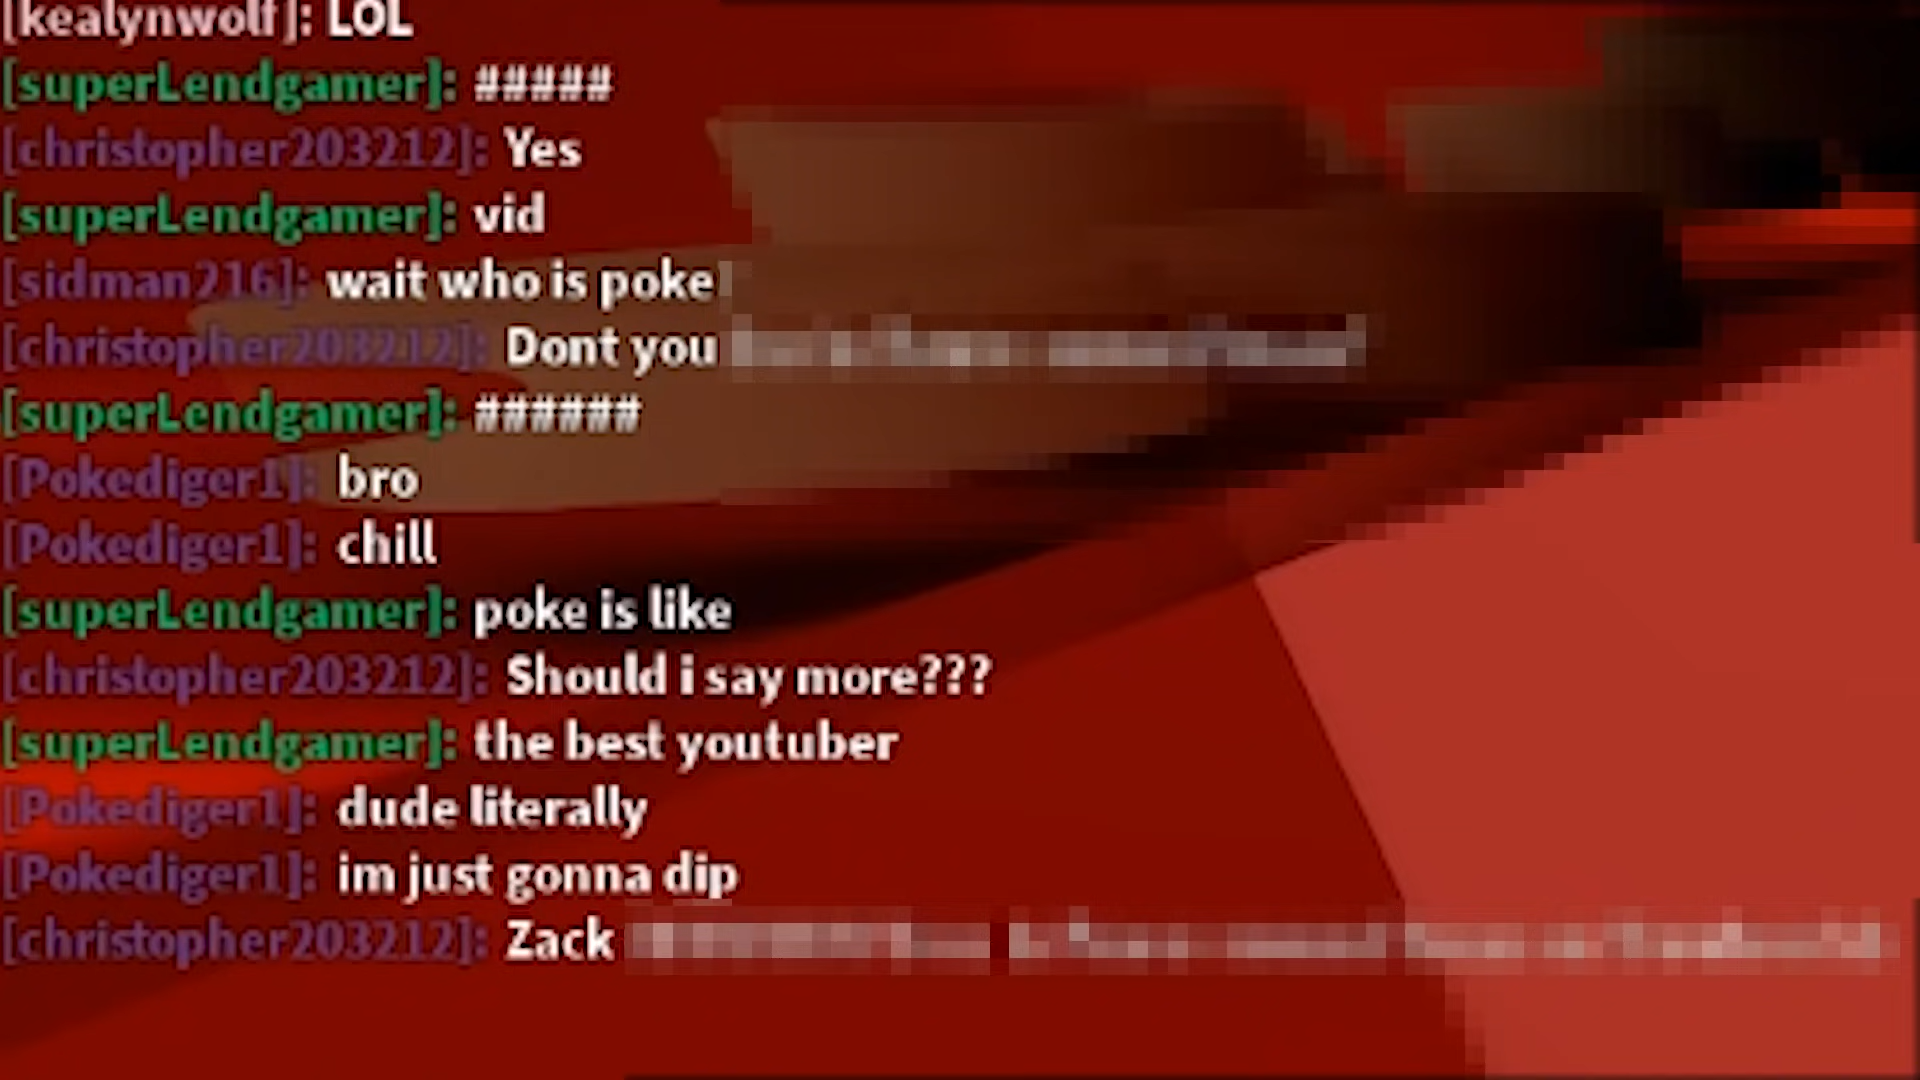 [kealynwolf]: LOL
[superLendgamer]: #####
[christopher203212]: Yes
[superLendgamer]: vid
[sidman216]: wait who is poke
[christopher203212]: Dont you
[superLendgamer]: ######
[Pokediger1]: bro
[Pokediger1]: chill
[superLendgamer]: poke is like
[christopher203212]: Should i say more???
[superLendgamer]: the best youtuber
[Pokediger1]: dude literally
[Pokediger1]: im just gonna dip
[christopher203212]: Zack